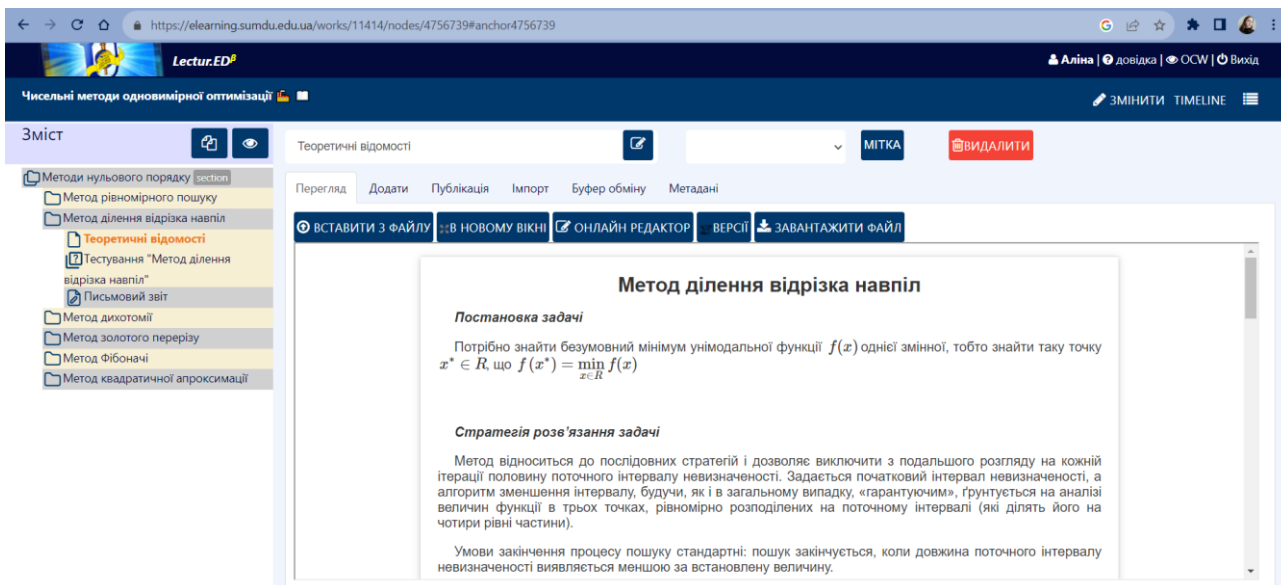 https://elearning.sumdu.edu.ua/works/11414/nodes/4756739#anchor4756739
Lectur.EDβ
Аліна | довідка | OCW | Вихід
Чисельні методи одновимірної оптимізації
ЗМІНИТИ TIMELINE
Зміст
Теоретичні відомості
МІТКА
ВИДАЛИТИ
Методи нульового порядку section
Метод рівномірного пошуку
Метод ділення відрізка навпіл
Теоретичні відомості
Тестування "Метод ділення
відрізка навпіл"
Письмовий звіт
Метод дихотомії
Метод золотого перерізу
Метод Фібоначі
Метод квадратичної апроксимації
Перегляд Додати Публікація Імпорт Буфер обміну Метадані
ВСТАВИТИ З ФАЙЛУ В НОВОМУ ВІКНІ ОНЛАЙН РЕДАКТОР ВЕРСІЇ ЗАВАНТАЖИТИ ФАЙЛ
Метод ділення відрізка навпіл
Постановка задачі
Потрібно знайти безумовний мінімум унімодальної функції f(x) однієї змінної, тобто знайти таку точку
x* ∈ R, що f(x*) = min f(x)
x∈R
Стратегія розв'язання задачі
Метод відноситься до послідовних стратегій і дозволяє виключити з подальшого розгляду на кожній
ітерації половину поточного інтервалу невизначеності. Задається початковий інтервал невизначеності, а
алгоритм зменшення інтервалу, будучи, як і в загальному випадку, «гарантуючим», ґрунтується на аналізі
величин функції в трьох точках, рівномірно розподілених на поточному інтервалі (які ділять його на
чотири рівні частини).
Умови закінчення процесу пошуку стандартні: пошук закінчується, коли довжина поточного інтервалу
невизначеності виявляється меншою за встановлену величину.